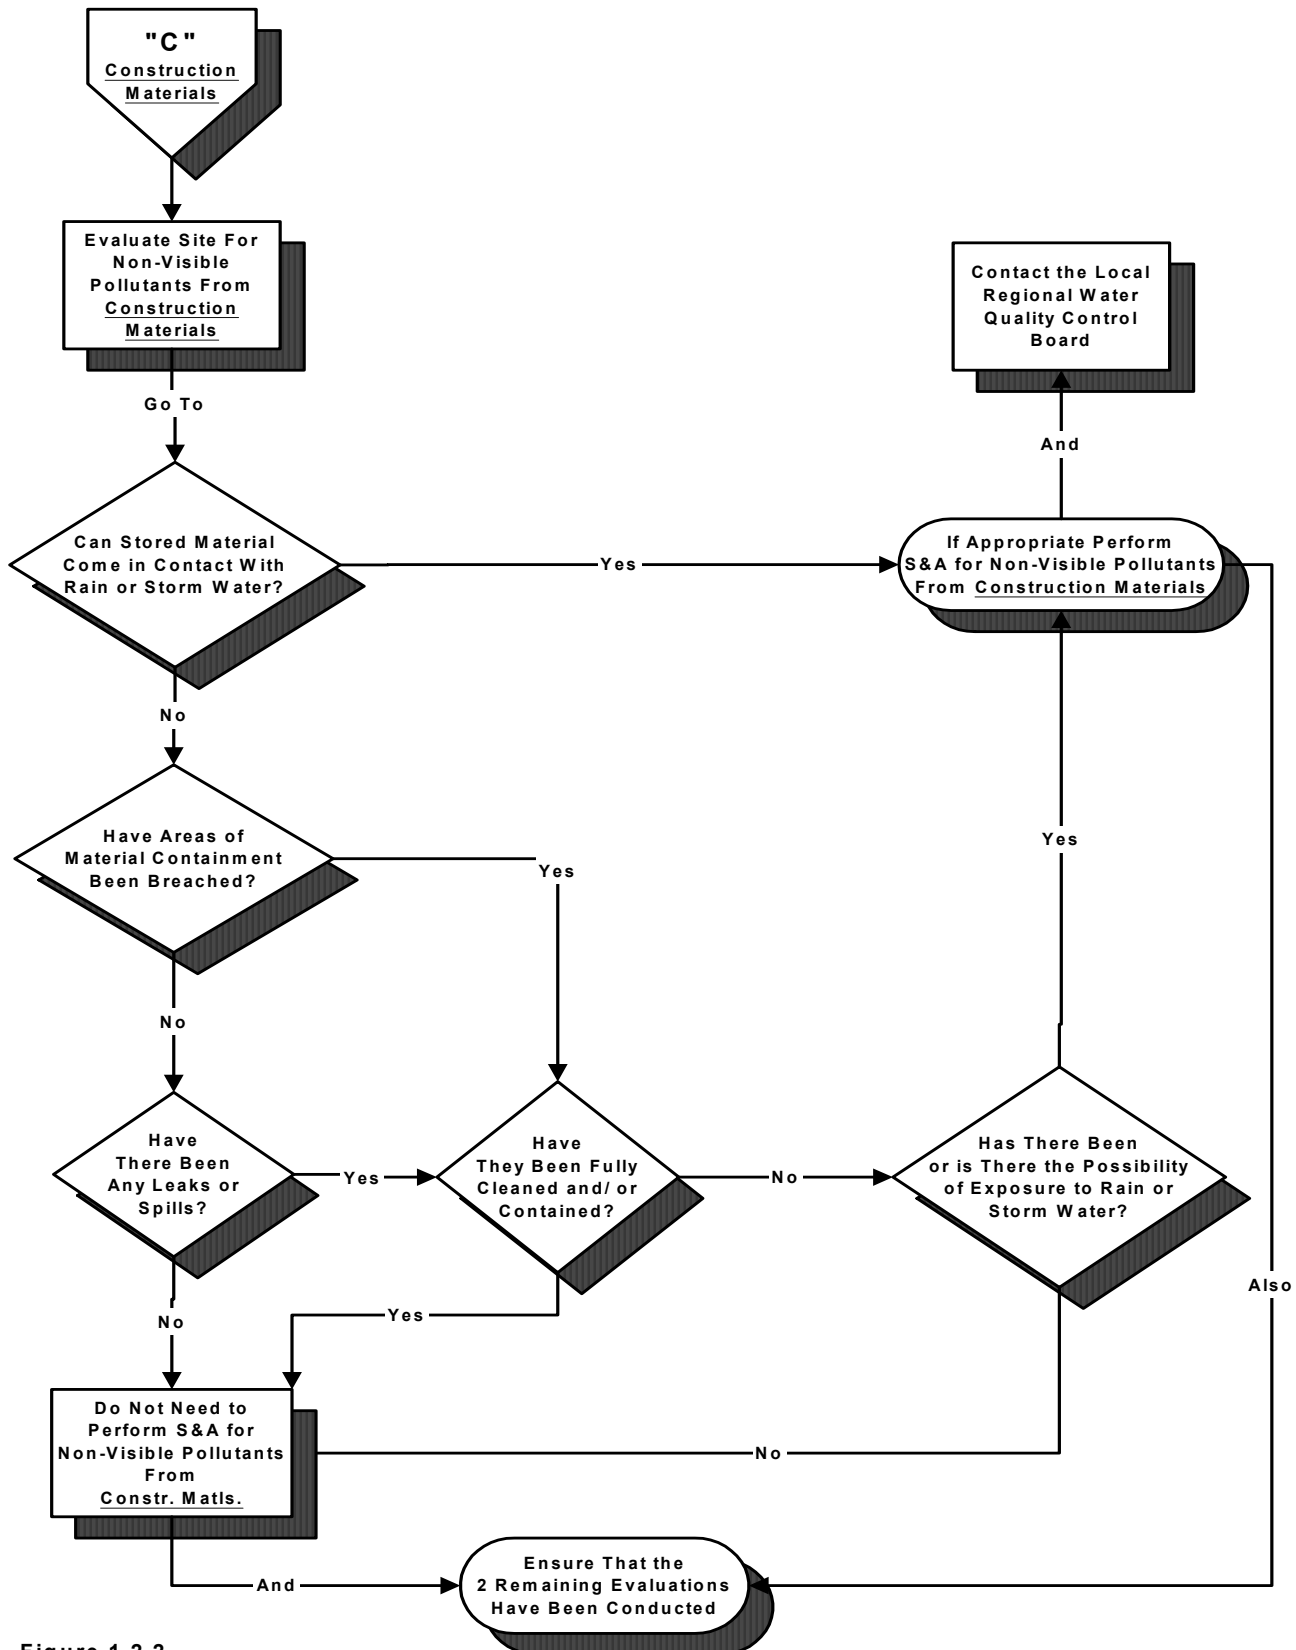 "C"
Construction
Materials
Evaluate Site For
Non-Visible
Pollutants From
Construction
Materials
Contact the Local
Regional Water
Quality Control
Board
Go To
And
Can Stored Material
Come in Contact With
Rain or Storm Water?
Yes
If Appropriate Perform
S&A for Non-Visible Pollutants
From Construction Materials
No
Have Areas of
Material Containment
Been Breached?
Yes
Yes
No
Have
There Been
Any Leaks or
Spills?
Yes
Have
They Been Fully
Cleaned and/ or
Contained?
No
Has There Been
or is There the Possibility
of Exposure to Rain or
Storm Water?
Also
No
Yes
Do Not Need to
Perform S&A for
Non-Visible Pollutants
From
Constr. Matls.
No
And
Ensure That the
2 Remaining Evaluations
Have Been Conducted